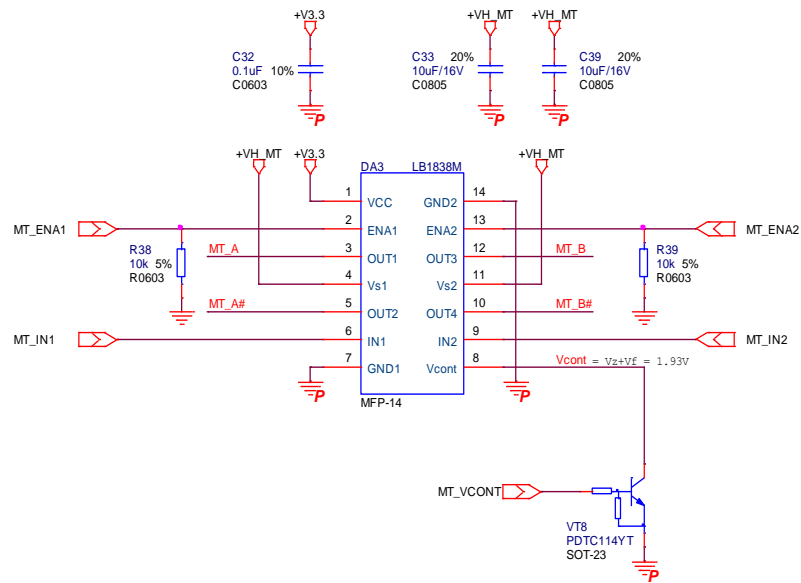 +V3.3
+VH_MT
+VH_MT
C32
0.1uF 10%
C0603
C33 20%
10uF/16V
C0805
C39 20%
10uF/16V
C0805
P
P
P
+VH_MT
+V3.3
DA3
LB1838M
+VH_MT
1 VCC
GND2 14
MT_ENA1
2 ENA1
ENA2 13
MT_ENA2
R38
10k 5%
R0603
MT_A
3 OUT1
OUT3 12
MT_B
R39
10k 5%
R0603
4 Vs1
Vs2 11
MT_A#
5 OUT2
OUT4 10
MT_B#
MT_IN1
6 IN1
IN2 9
MT_IN2
7 GND1
Vcont 8
Vcont = Vz+Vf = 1.93V
P
MFP-14
P
MT_VCONT
VT8
PDTC114YT
SOT-23
P